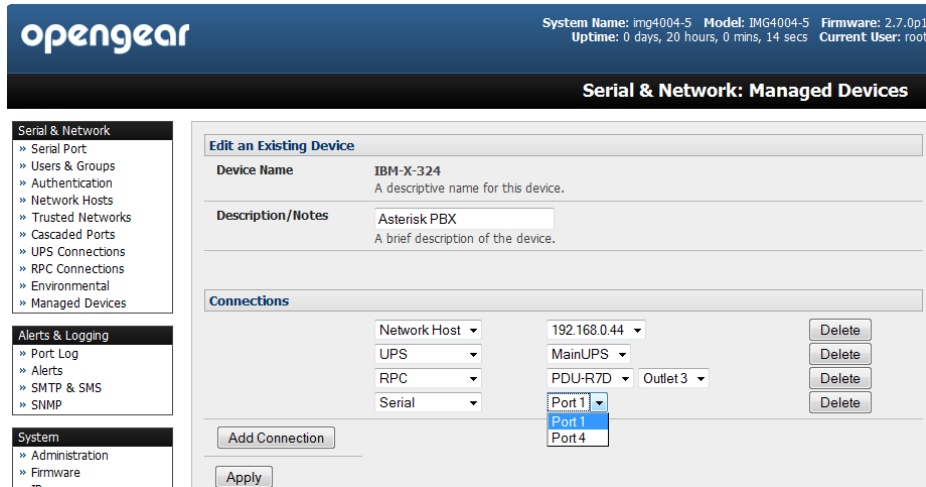 opengear
System Name: img4004-5 Model: IMG4004-5 Firmware: 2.7.0p1
Uptime: 0 days, 20 hours, 0 mins, 14 secs Current User: root
Serial & Network: Managed Devices
Serial & Network
» Serial Port
» Users & Groups
» Authentication
» Network Hosts
» Trusted Networks
» Cascaded Ports
» UPS Connections
» RPC Connections
» Environmental
» Managed Devices
Alerts & Logging
» Port Log
» Alerts
» SMTP & SMS
» SNMP
System
» Administration
» Firmware
Edit an Existing Device
Device Name IBM-X-324
A descriptive name for this device.
Description/Notes Asterisk PBX
A brief description of the device.
Connections
Network Host 192.168.0.44 Delete
UPS MainUPS Delete
RPC PDU-R7D Outlet 3 Delete
Serial Port 1 Delete
Port 1
Port 4
Add Connection
Apply